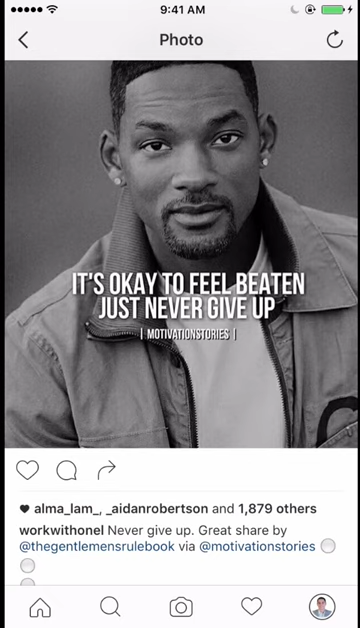 9:41 AM
Photo
IT'S OKAY TO FEEL BEATEN
JUST NEVER GIVE UP
| MOTIVATIONSTORIES |
alma_lam_, _aidanrobertson and 1,879 others
workwithonel Never give up. Great share by
@thegentlemensrulebook via @motivationstories